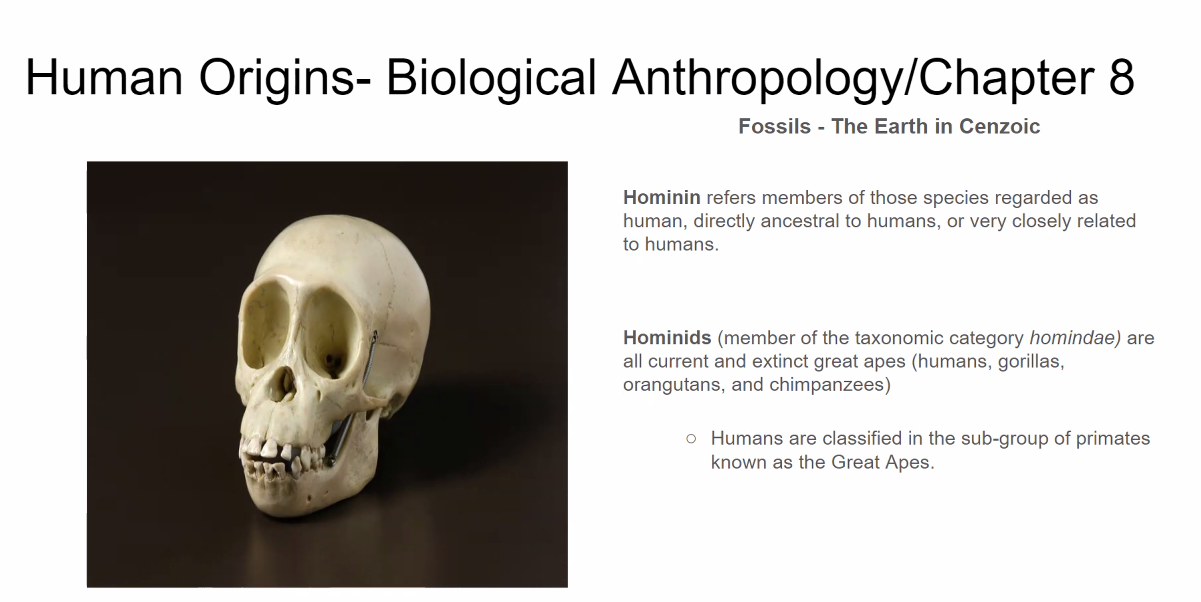 Human Origins- Biological Anthropology/Chapter 8
Fossils - The Earth in Cenzoic
Hominin refers members of those species regarded as
human, directly ancestral to humans, or very closely related
to humans.
Hominids (member of the taxonomic category homindae) are
all current and extinct great apes (humans, gorillas,
orangutans, and chimpanzees)
○ Humans are classified in the sub-group of primates
known as the Great Apes.